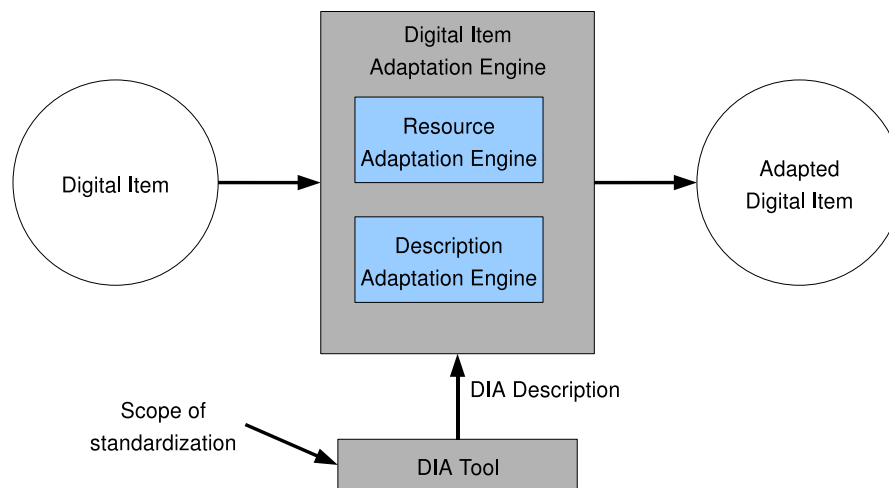 Digital Item
Adaptation Engine
Resource
Adaptation Engine
Digital Item
Adapted
Digital Item
Description
Adaptation Engine
DIA Description
Scope of
standardization
DIA Tool